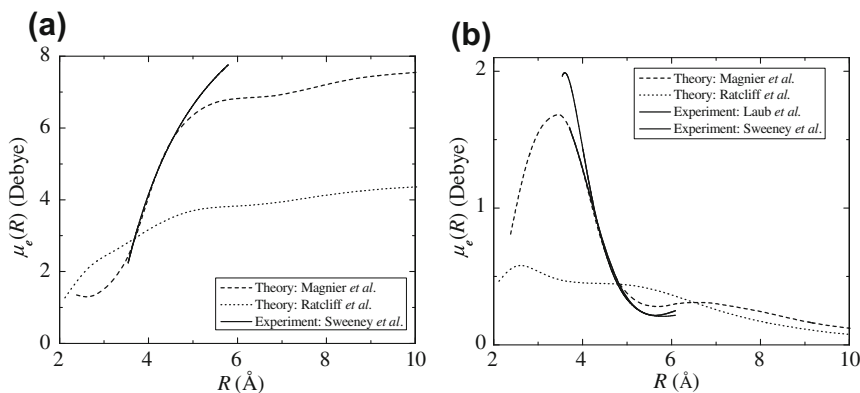 (a)
8
6
4
2
0
μe(R) (Debye)
Theory: Magnier et al.
Theory: Ratcliff et al.
Experiment: Sweeney et al.
2 4 6 8 10
R (Å)
(b)
2
1
0
μe(R) (Debye)
Theory: Magnier et al.
Theory: Ratcliff et al.
Experiment: Laub et al.
Experiment: Sweeney et al.
2 4 6 8 10
R (Å)